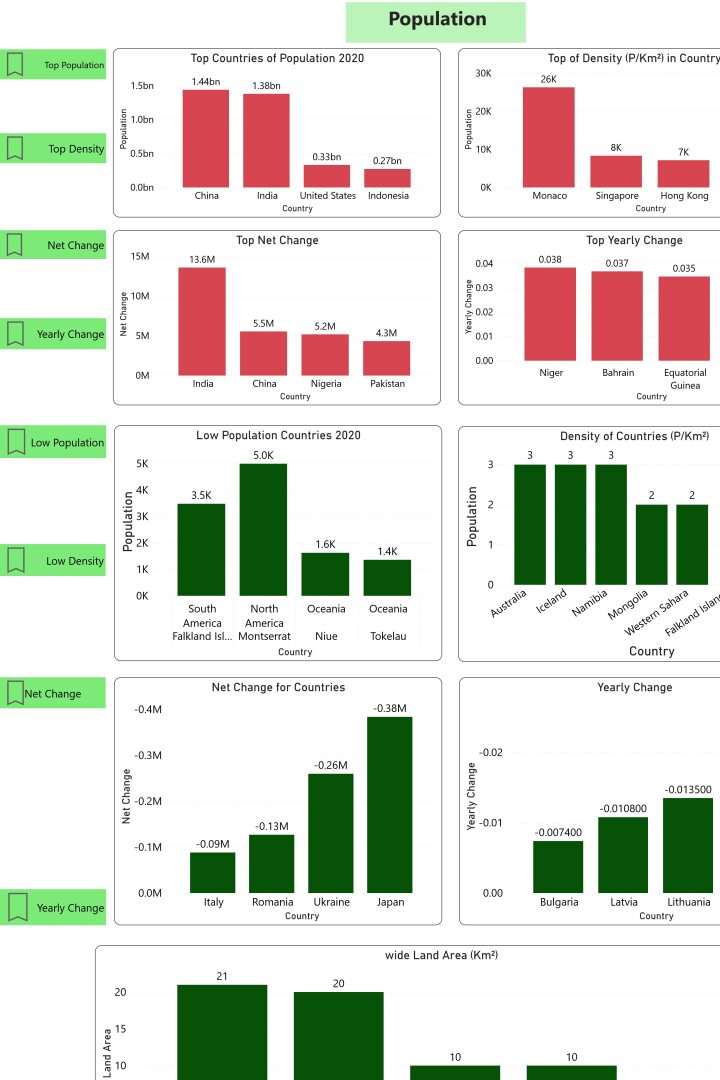 Population
Top Population
Top Density
Top Countries of Population 2020
Population
1.5bn
1.0bn
0.5bn
0.0bn
1.44bn
1.38bn
0.33bn
0.27bn
China India United States Indonesia
Country
Top of Density (P/Km²) in Country
Population
30K
20K
10K
0K
26K
8K
7K
Monaco Singapore Hong Kong
Country
Net Change
Yearly Change
Top Net Change
Net Change
15M
10M
5M
0M
13.6M
5.5M
5.2M
4.3M
India China Nigeria Pakistan
Country
Top Yearly Change
Yearly Change
0.04
0.03
0.02
0.01
0.00
0.038
0.037
0.035
Niger Bahrain Equatorial
Guinea
Country
Low Population
Low Density
Low Population Countries 2020
Population
5K
4K
3K
2K
1K
0K
3.5K
5.0K
1.6K
1.4K
South North Oceania Oceania
America America
Falkland Isl... Montserrat Niue Tokelau
Country
Density of Countries (P/Km²)
Population
3
2
1
0
3 3 3
2 2
Australia
Iceland
Namibia
Mongolia
Western Sahara
Falkland
Country
Net Change
Yearly Change
Net Change for Countries
Net Change
-0.4M
-0.3M
-0.2M
-0.1M
0.0M
-0.09M
-0.13M
-0.26M
-0.38M
Italy Romania Ukraine Japan
Country
Yearly Change
Yearly Change
-0.02
-0.01
0.00
-0.007400
-0.010800
-0.013500
Bulgaria Latvia Lithuania
Country
wide Land Area (Km²)
Land Area
20
15
10
21
20
10
10